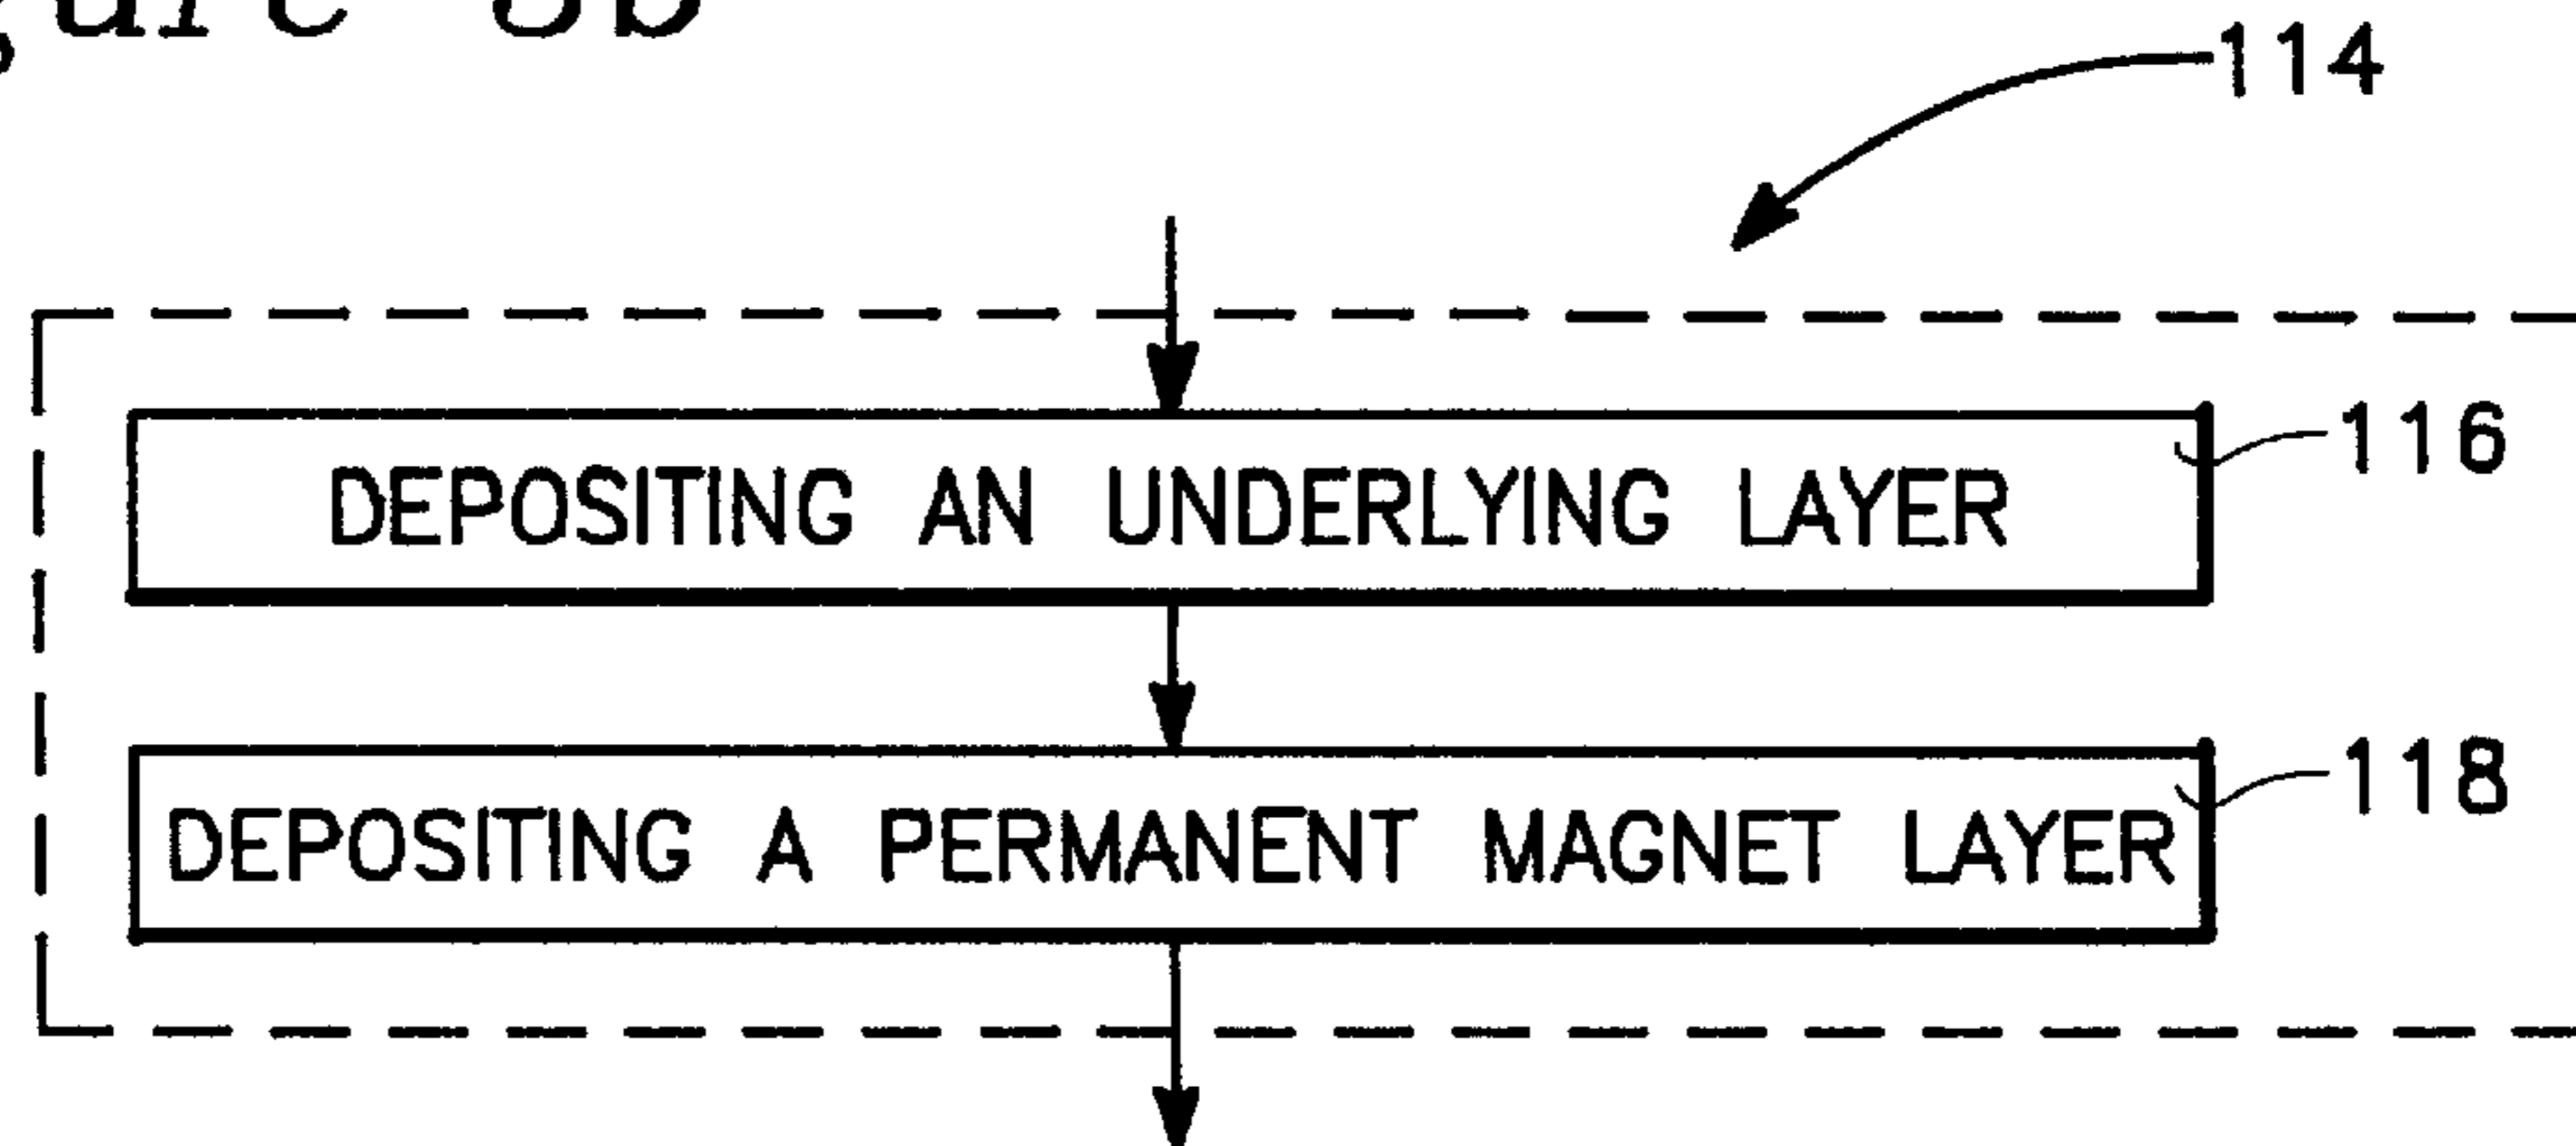 114
DEPOSITING AN UNDERLYING LAYER
116
DEPOSITING A PERMANENT MAGNET LAYER
118